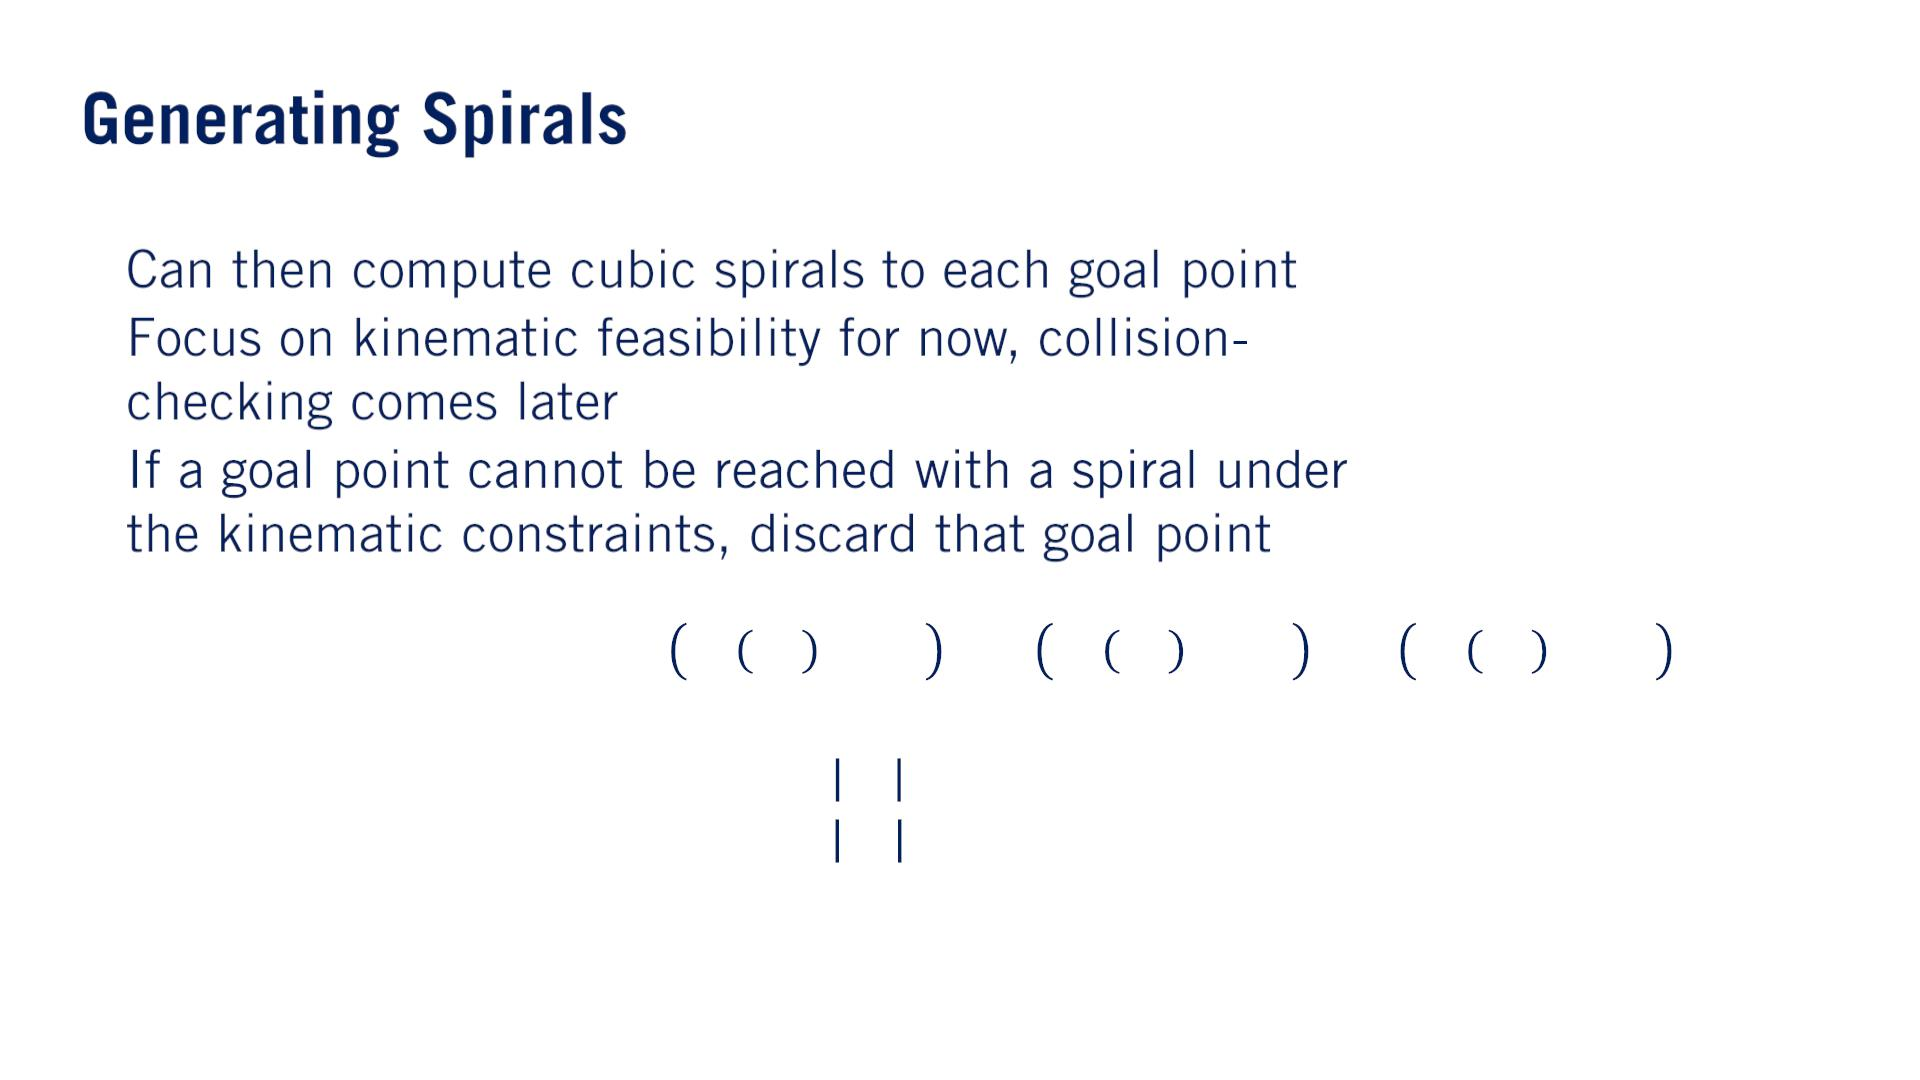 Generating Spirals
Can then compute cubic spirals to each goal point
Focus on kinematic feasibility for now, collision-
checking comes later
If a goal point cannot be reached with a spiral under
the kinematic constraints, discard that goal point
( ( ) ) ( ( ) ) ( ( ) )
| |
| |